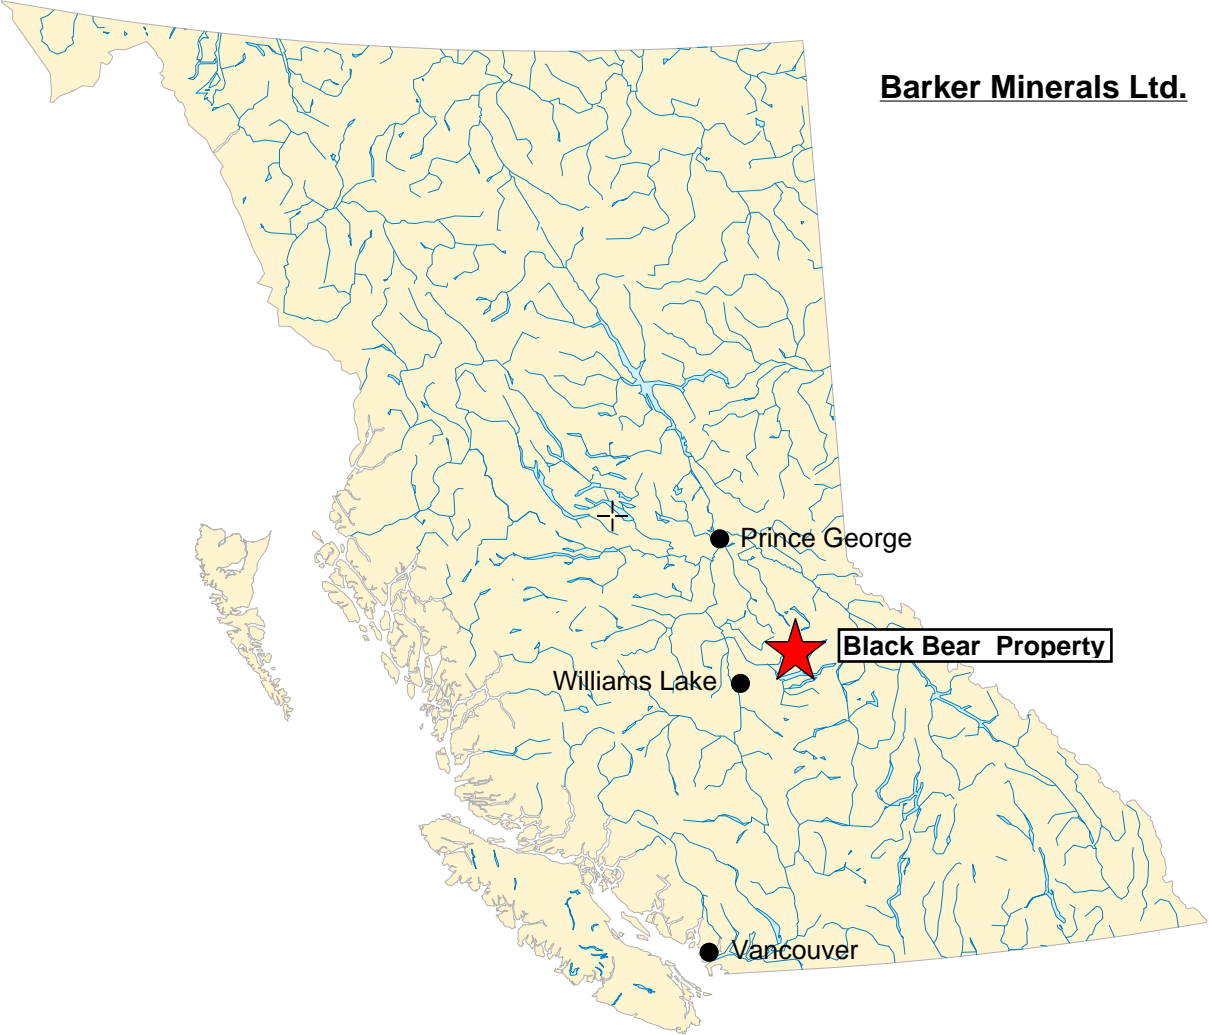 Barker Minerals Ltd.
Prince George
Black Bear  Property
Williams Lake
Vancouver